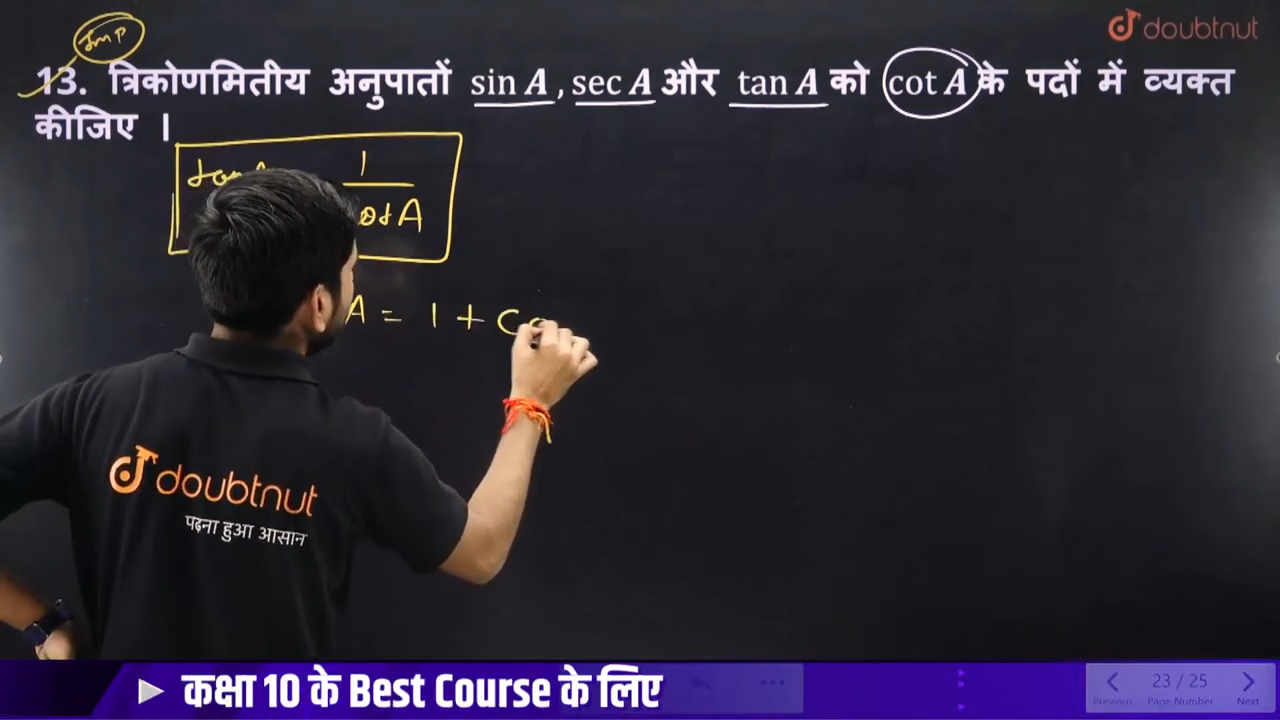 doubtnut
Imp
13. त्रिकोणमितीय अनुपातों sin A , sec A और tan A को cot A के पदों में व्यक्त
कीजिए ।
1
A
A = 1 +
doubtnut
पढ़ना हुआ आसान
कक्षा 10 के Best Course के लिए
23 / 25
Previous Page Number Next